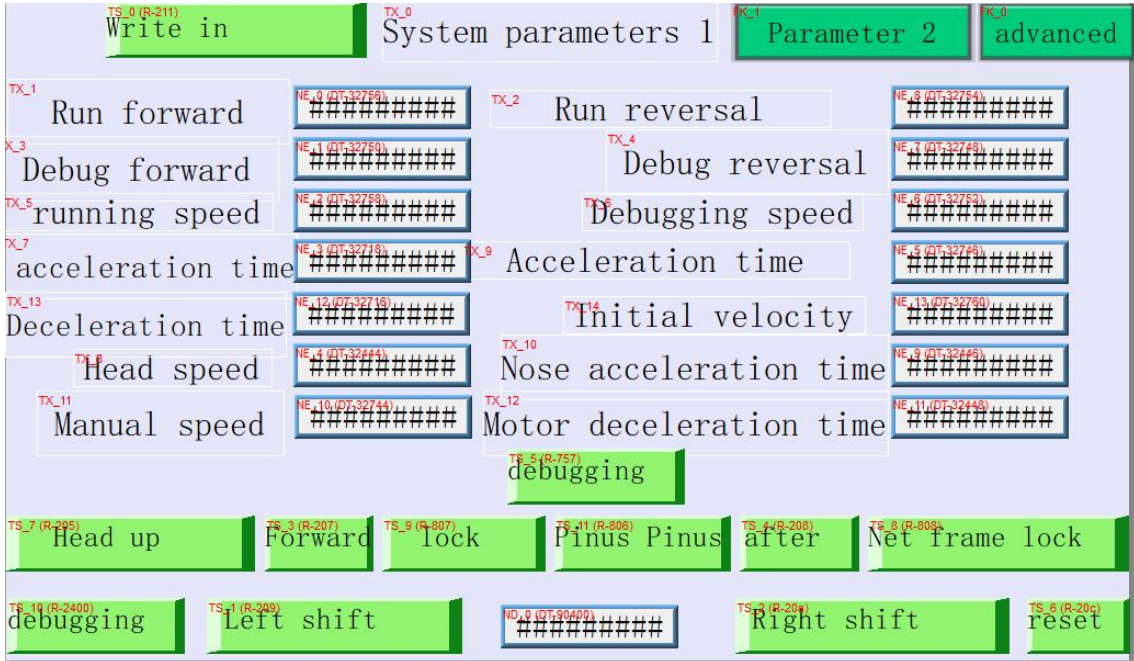 TS_0 (R-211) TX_0 FK_1 FK_0
Write in System parameters 1 Parameter 2 advanced
TX_1 NE_0 (DT-32756) TX_2 NE_8 (DT-32754)
Run forward ######### Run reversal #########
X_3 NE_1 (DT-32750) TX_4 NE_7 (DT-32748)
Debug forward ######### Debug reversal #########
TX_5 NE_2 (DT-32758) TX_6 NE_6 (DT-32752)
running speed ######### Debugging speed #########
X_7 NE_3 (DT-32718) TX_9 NE_5 (DT-32746)
acceleration time ######### Acceleration time #########
TX_13 NE_12 (DT-32716) TX_14 NE_13 (DT-32760)
Deceleration time ######### Initial velocity #########
TX_8 NE_4 (DT-32444) TX_10 NE_9 (DT-32446)
Head speed ######### Nose acceleration time #########
TX_11 NE_10 (DT-32744) TX_12 NE_11 (DT-32448)
Manual speed ######### Motor deceleration time #########
TS_5 (R-757)
debugging
TS_7 (R-205) TS_3 (R-207) TS_9 (R-807) TS_11 (R-806) TS_4 (R-208) TS_8 (R-808)
Head up Forward lock Pinus Pinus after Net frame lock
TS_10 (R-2400) TS_1 (R-209) ND_0 (DT-90400) TS_2 (R-20a) TS_6 (R-20c)
debugging Left shift ######### Right shift reset